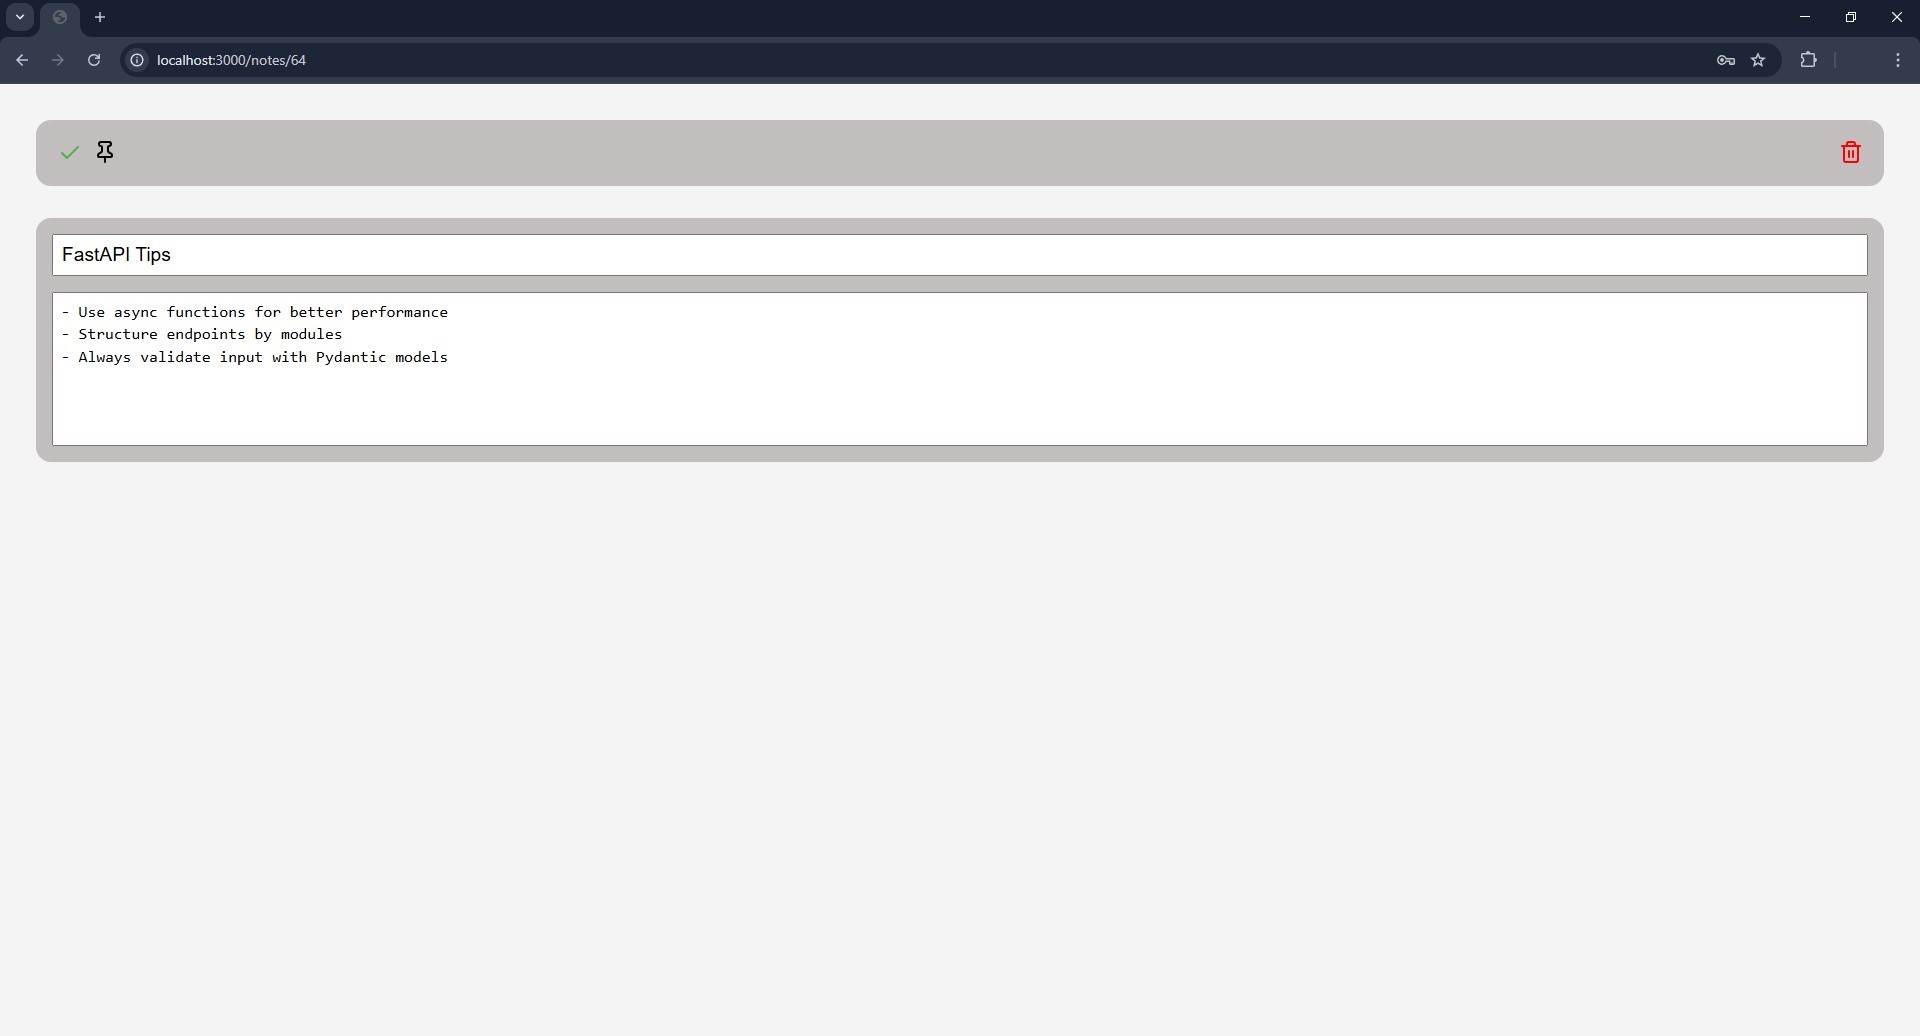 localhost:3000/notes/64
FastAPI Tips
- Use async functions for better performance
- Structure endpoints by modules
- Always validate input with Pydantic models